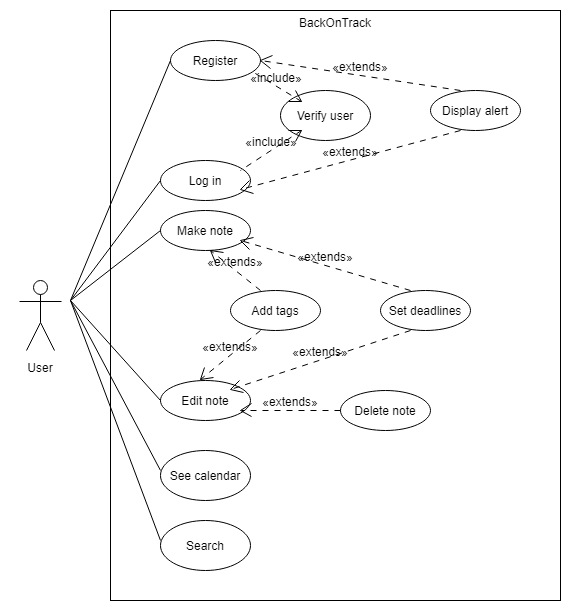 BackOnTrack
Register
«extends»
«include»
Verify user
Display alert
«include»
«extends»
Log in
Make note
«extends»
«extends»
Add tags
Set deadlines
User
«extends»
«extends»
Edit note
«extends»
Delete note
See calendar
Search